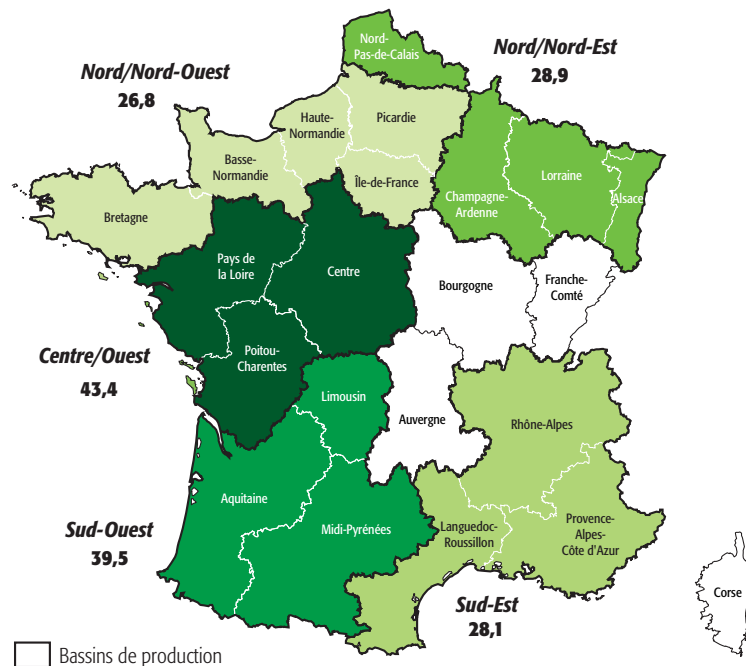 Nord-
Pas-de-Calais
Nord/Nord-Est
28,9
Nord/Nord-Ouest
26,8
Haute-
Normandie
Picardie
Basse-
Normandie
Île-de-France
Champagne-
Ardenne
Lorraine
Alsace
Bretagne
Pays de
la Loire
Centre
Bourgogne
Franche-
Comté
Centre/Ouest
43,4
Poitou-
Charentes
Limousin
Auvergne
Rhône-Alpes
Aquitaine
Midi-Pyrénées
Languedoc-
Roussillon
Provence-
Alpes-
Côte d'Azur
Sud-Ouest
39,5
Sud-Est
28,1
Corse
Bassins de production